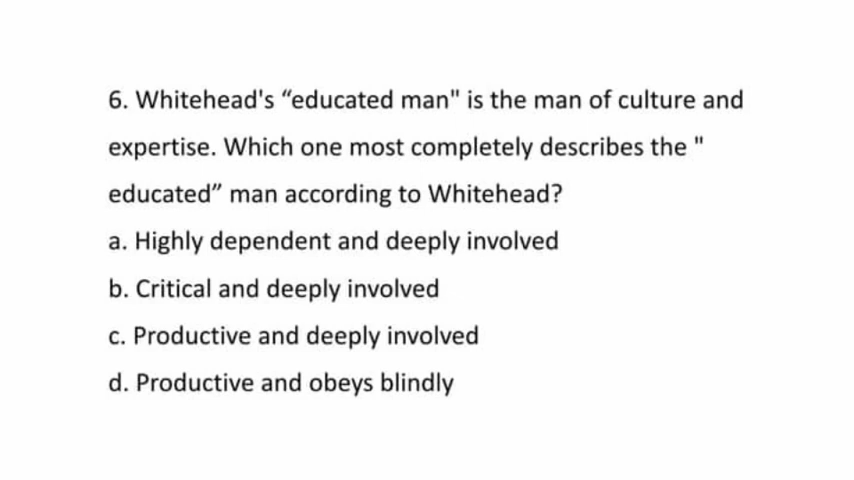 6. Whitehead's “educated man" is the man of culture and
expertise. Which one most completely describes the "
educated” man according to Whitehead?
a. Highly dependent and deeply involved
b. Critical and deeply involved
c. Productive and deeply involved
d. Productive and obeys blindly